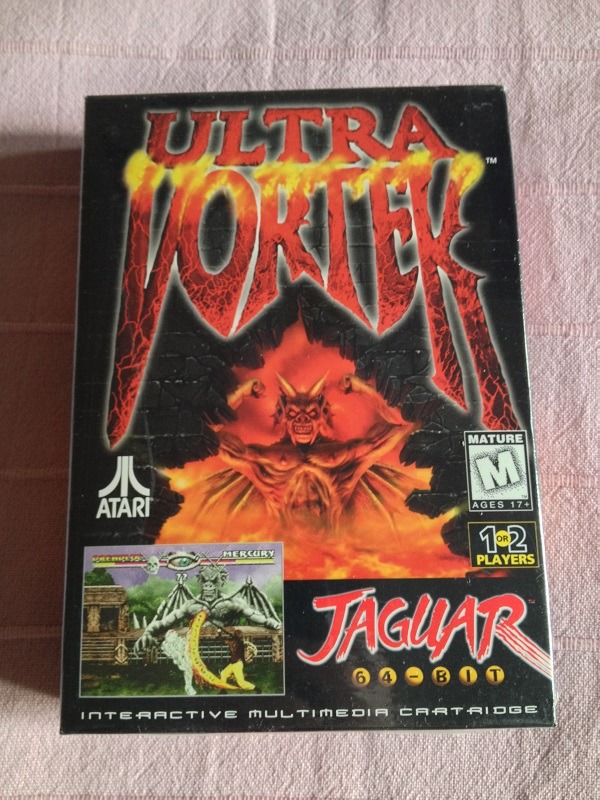 ULTRA
VORTEK
™
MATURE
M
AGES 17+
ATARI
1 OR 2
PLAYERS
MERCURY
JAGUAR
64-BIT
INTERACTIVE MULTIMEDIA CARTRIDGE